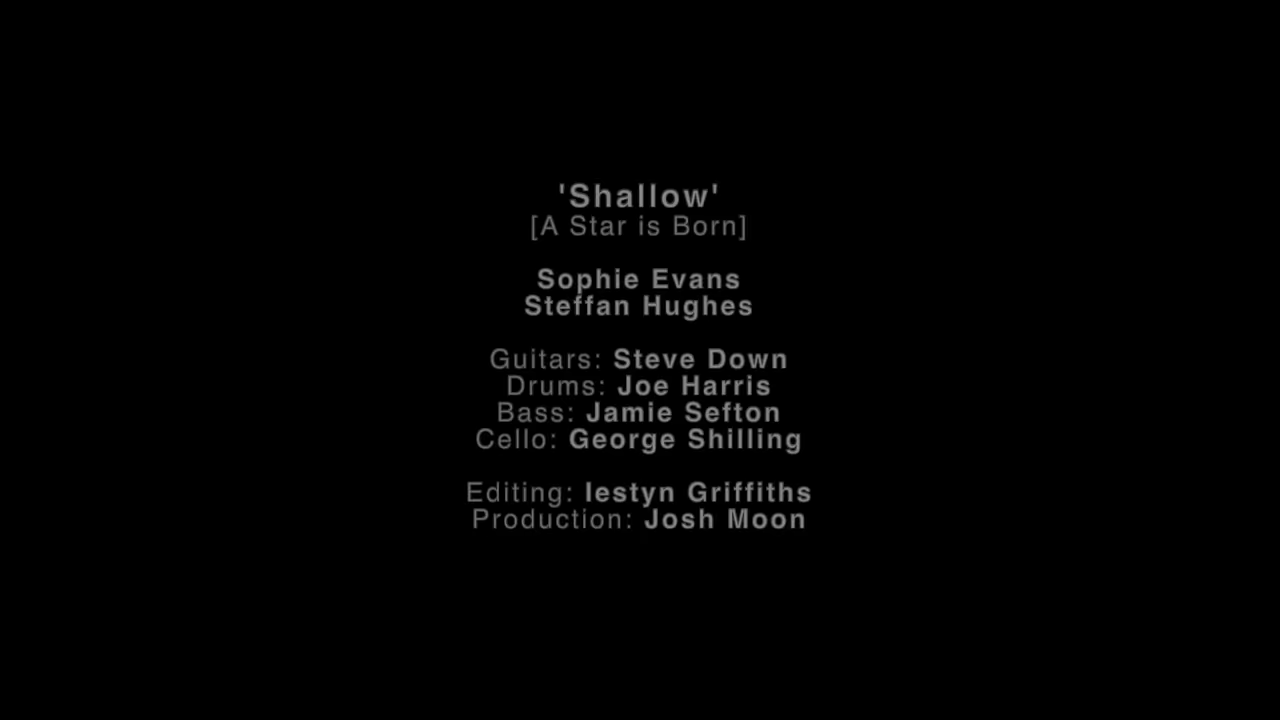 'Shallow'
[A Star is Born]
Sophie Evans
Steffan Hughes
Guitars: Steve Down
Drums: Joe Harris
Bass: Jamie Sefton
Cello: George Shilling
Editing: Iestyn Griffiths
Production: Josh Moon